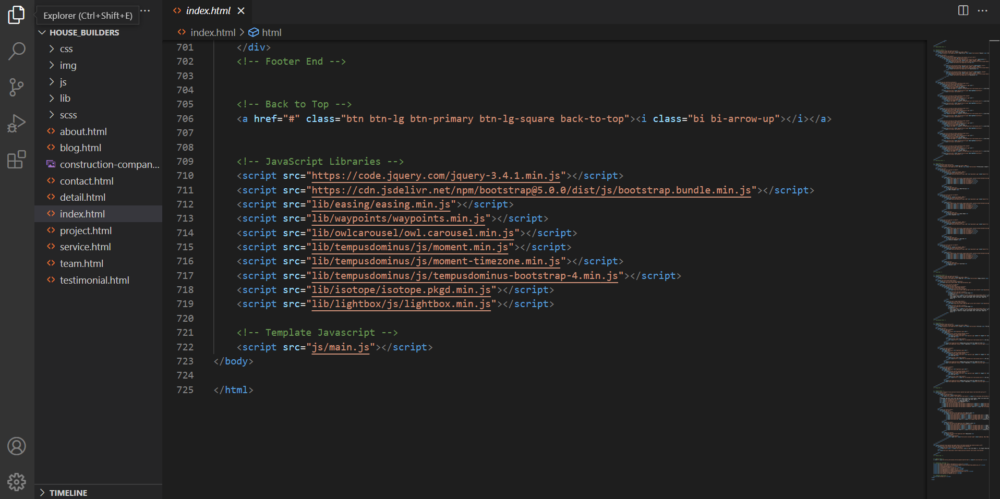 Explorer (Ctrl+Shift+E)
HOUSE_BUILDERS
css
img
js
lib
scss
about.html
blog.html
construction-compan...
contact.html
detail.html
index.html
project.html
service.html
team.html
testimonial.html
TIMELINE
index.html
index.html > html
701 </div>
702 <!-- Footer End -->
703
704
705 <!-- Back to Top -->
706 <a href="#" class="btn btn-lg btn-primary btn-lg-square back-to-top"><i class="bi bi-arrow-up"></i></a>
707
708
709 <!-- JavaScript Libraries -->
710 <script src="https://code.jquery.com/jquery-3.4.1.min.js"></script>
711 <script src="https://cdn.jsdelivr.net/npm/bootstrap@5.0.0/dist/js/bootstrap.bundle.min.js"></script>
712 <script src="lib/easing/easing.min.js"></script>
713 <script src="lib/waypoints/waypoints.min.js"></script>
714 <script src="lib/owlcarousel/owl.carousel.min.js"></script>
715 <script src="lib/tempusdominus/js/moment.min.js"></script>
716 <script src="lib/tempusdominus/js/moment-timezone.min.js"></script>
717 <script src="lib/tempusdominus/js/tempusdominus-bootstrap-4.min.js"></script>
718 <script src="lib/isotope/isotope.pkgd.min.js"></script>
719 <script src="lib/lightbox/js/lightbox.min.js"></script>
720
721 <!-- Template Javascript -->
722 <script src="js/main.js"></script>
723 </body>
724
725 </html>